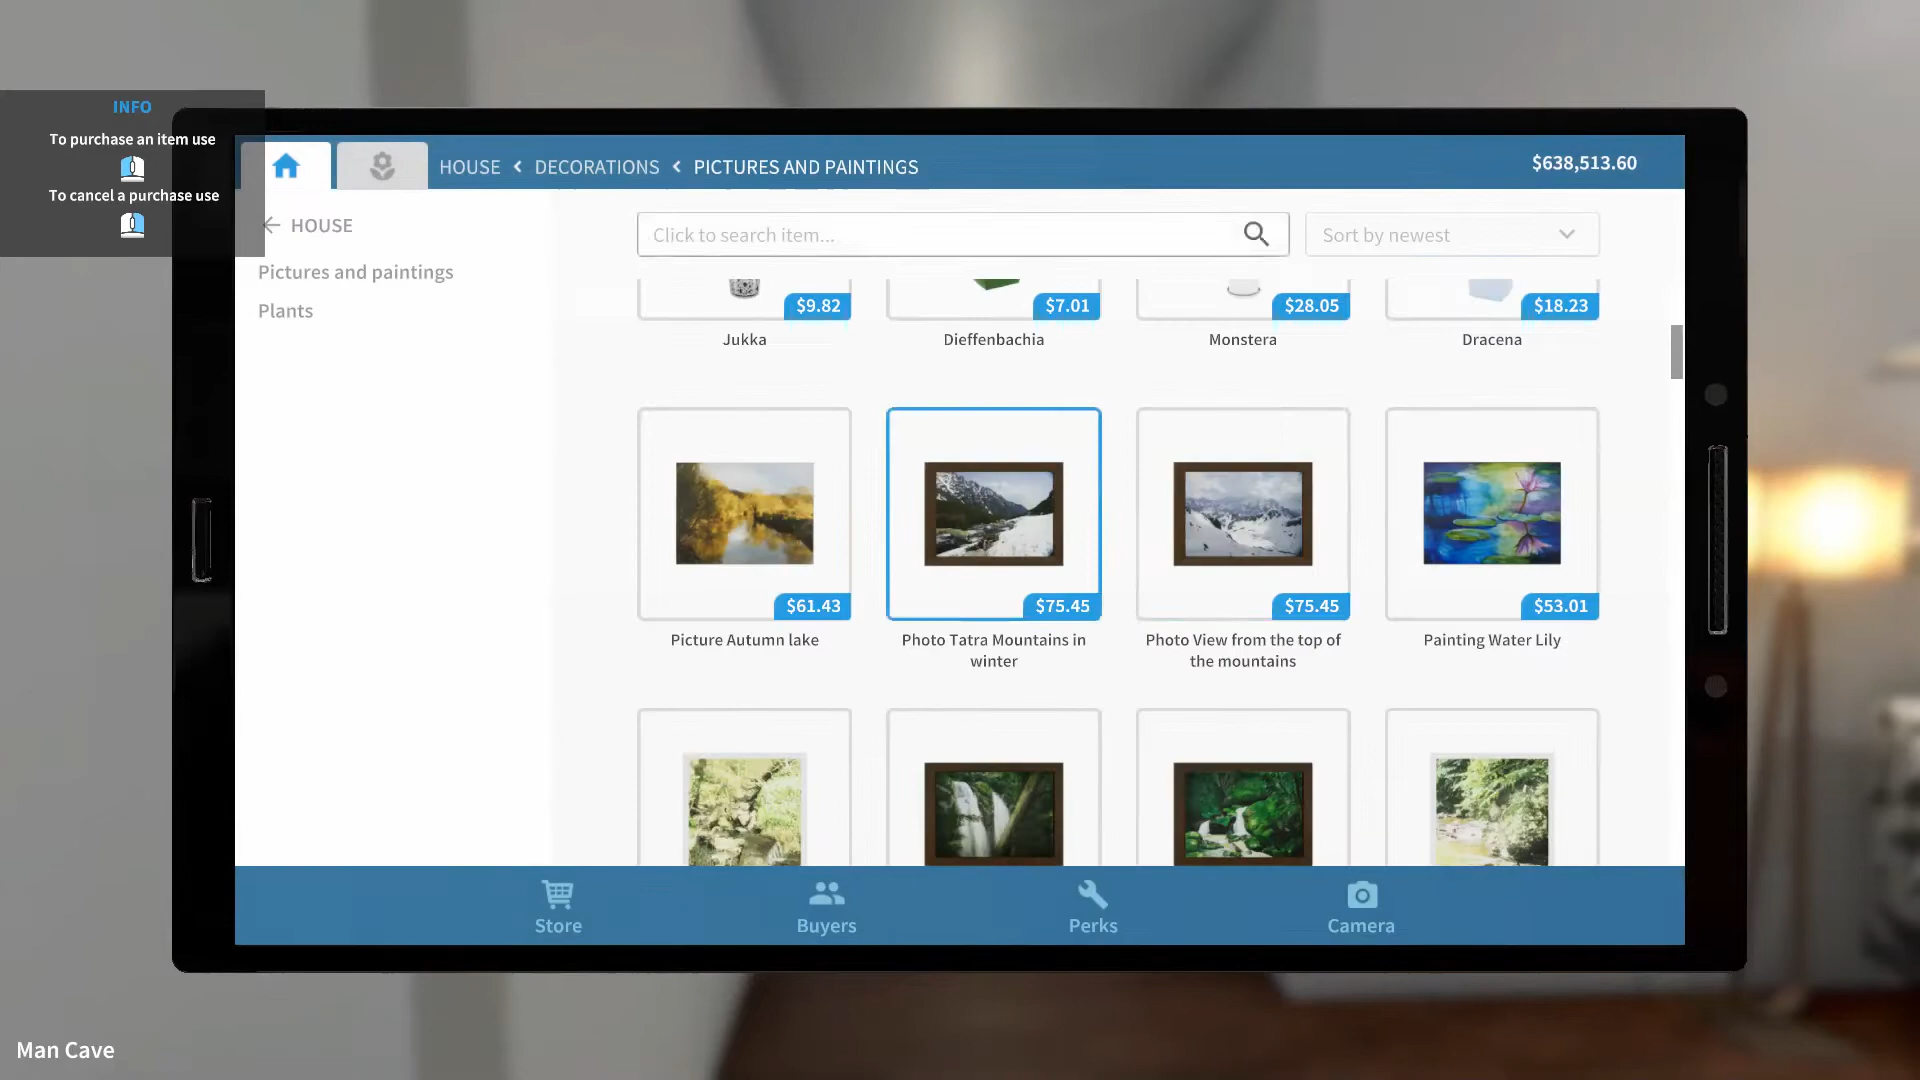 INFO
To purchase an item use
To cancel a purchase use
HOUSE < DECORATIONS < PICTURES AND PAINTINGS
$638,513.60
← HOUSE
Pictures and paintings
Plants
Click to search item...
Sort by newest
$9.82
$7.01
$28.05
$18.23
Jukka
Dieffenbachia
Monstera
Dracena
$61.43
$75.45
$75.45
$53.01
Picture Autumn lake
Photo Tatra Mountains in
winter
Photo View from the top of
the mountains
Painting Water Lily
Store
Buyers
Perks
Camera
Man Cave